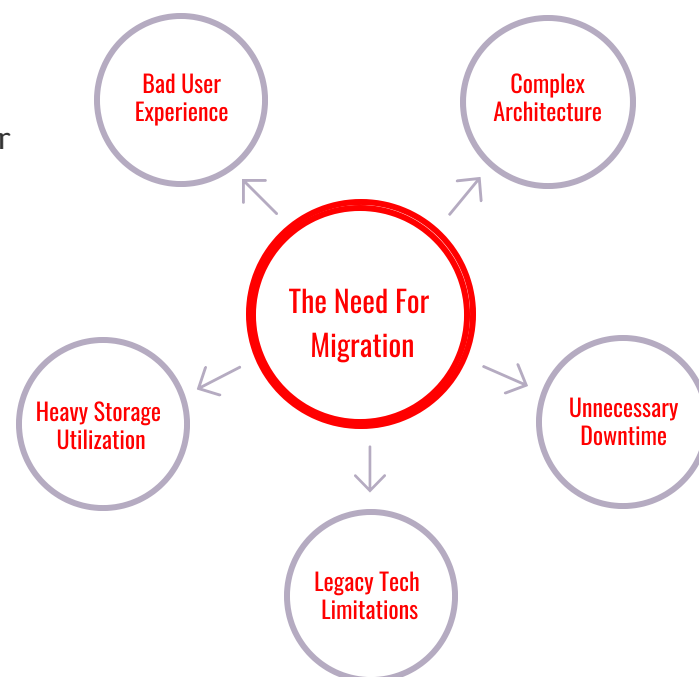 Bad User
Experience
Complex
Architecture
r
The Need For
Migration
Heavy Storage
Utilization
Unnecessary
Downtime
Legacy Tech
Limitations